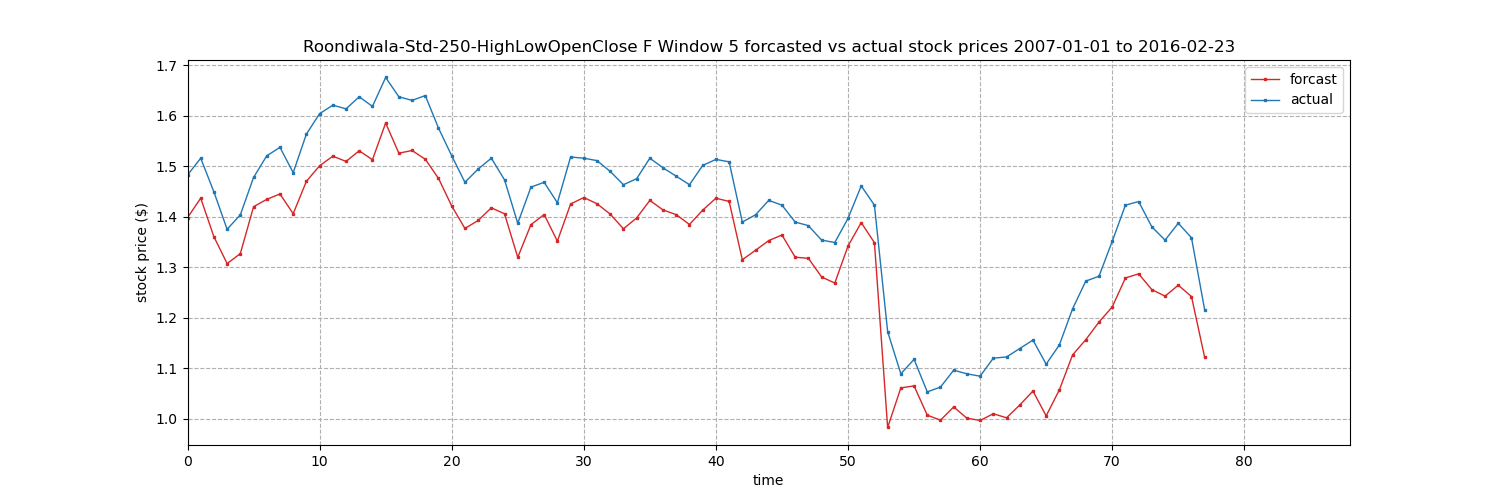 Roondiwala-Std-250-HighLowOpenClose F Window 5 forcasted vs actual stock prices 2007-01-01 to 2016-02-23
forcast
actual
stock price ($)
1.7
1.6
1.5
1.4
1.3
1.2
1.1
1.0
0 10 20 30 40 50 60 70 80
time